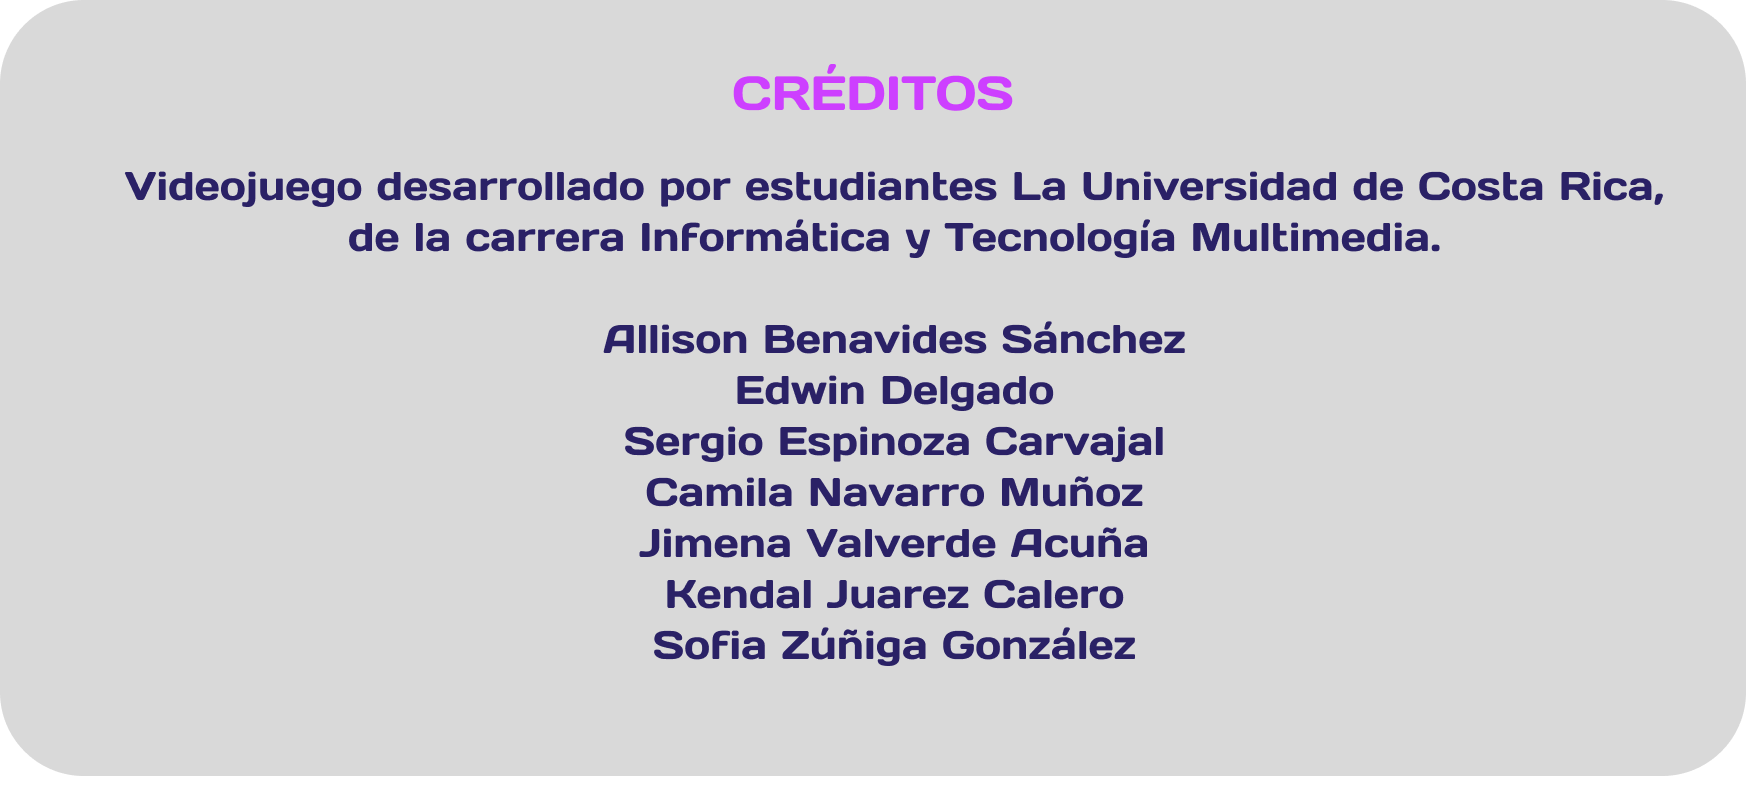 CRÉDITOS
Videojuego desarrollado por estudiantes La Universidad de Costa Rica,
de la carrera Informática y Tecnología Multimedia.
Allison Benavides Sánchez
Edwin Delgado
Sergio Espinoza Carvajal
Camila Navarro Muñoz
Jimena Valverde Acuña
Kendal Juarez Calero
Sofia Zúñiga González